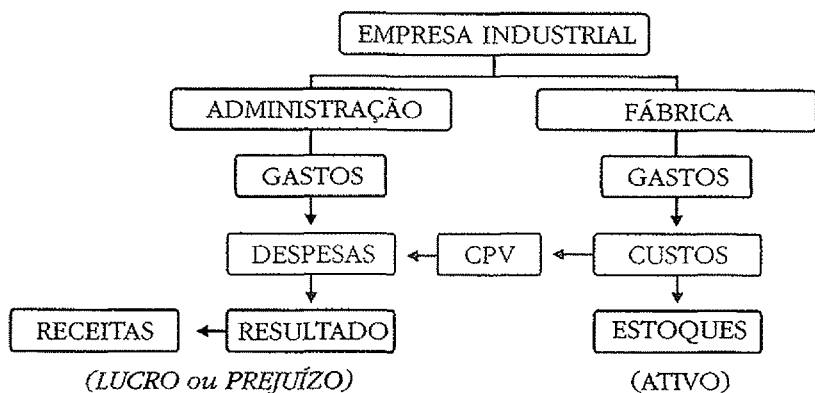 EMPRESA INDUSTRIAL
ADMINISTRAÇÃO
FÁBRICA
GASTOS
GASTOS
DESPESAS
CPV
CUSTOS
RECEITAS
RESULTADO
ESTOQUES
(LUCRO ou PREJUÍZO)
(ATIVO)